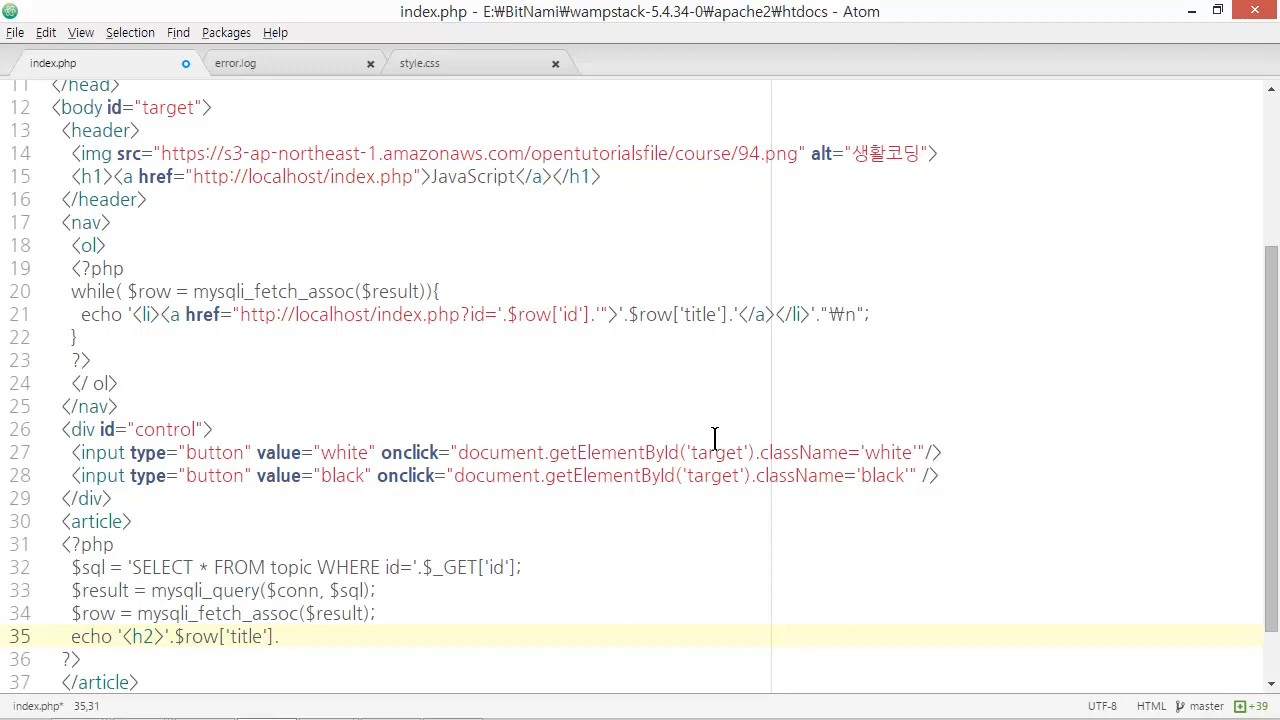 index.php - E:₩BitNami₩wampstack-5.4.34-0₩apache2₩htdocs - Atom
File Edit View Selection Find Packages Help
index.php error.log style.css
11 </head>
12 <body id="target">
13 <header>
14 <img src="https://s3-ap-northeast-1.amazonaws.com/opentutorialsfile/course/94.png" alt="생활코딩">
15 <h1><a href="http://localhost/index.php">JavaScript</a></h1>
16 </header>
17 <nav>
18 <ol>
19 <?php
20 while( $row = mysqli_fetch_assoc($result)){
21 echo '<li><a href="http://localhost/index.php?id='.$row['id'].'">'.$row['title'].'</a></li>'."₩n";
22 }
23 ?>
24 </ ol>
25 </nav>
26 <div id="control">
27 <input type="button" value="white" onclick="document.getElementById('target').className='white'"/>
28 <input type="button" value="black" onclick="document.getElementById('target').className='black'" />
29 </div>
30 <article>
31 <?php
32 $sql = 'SELECT * FROM topic WHERE id='.$_GET['id'];
33 $result = mysqli_query($conn, $sql);
34 $row = mysqli_fetch_assoc($result);
35 echo '<h2>'.$row['title'].
36 ?>
37 </article>
index.php* 35,31 UTF-8 HTML master +39